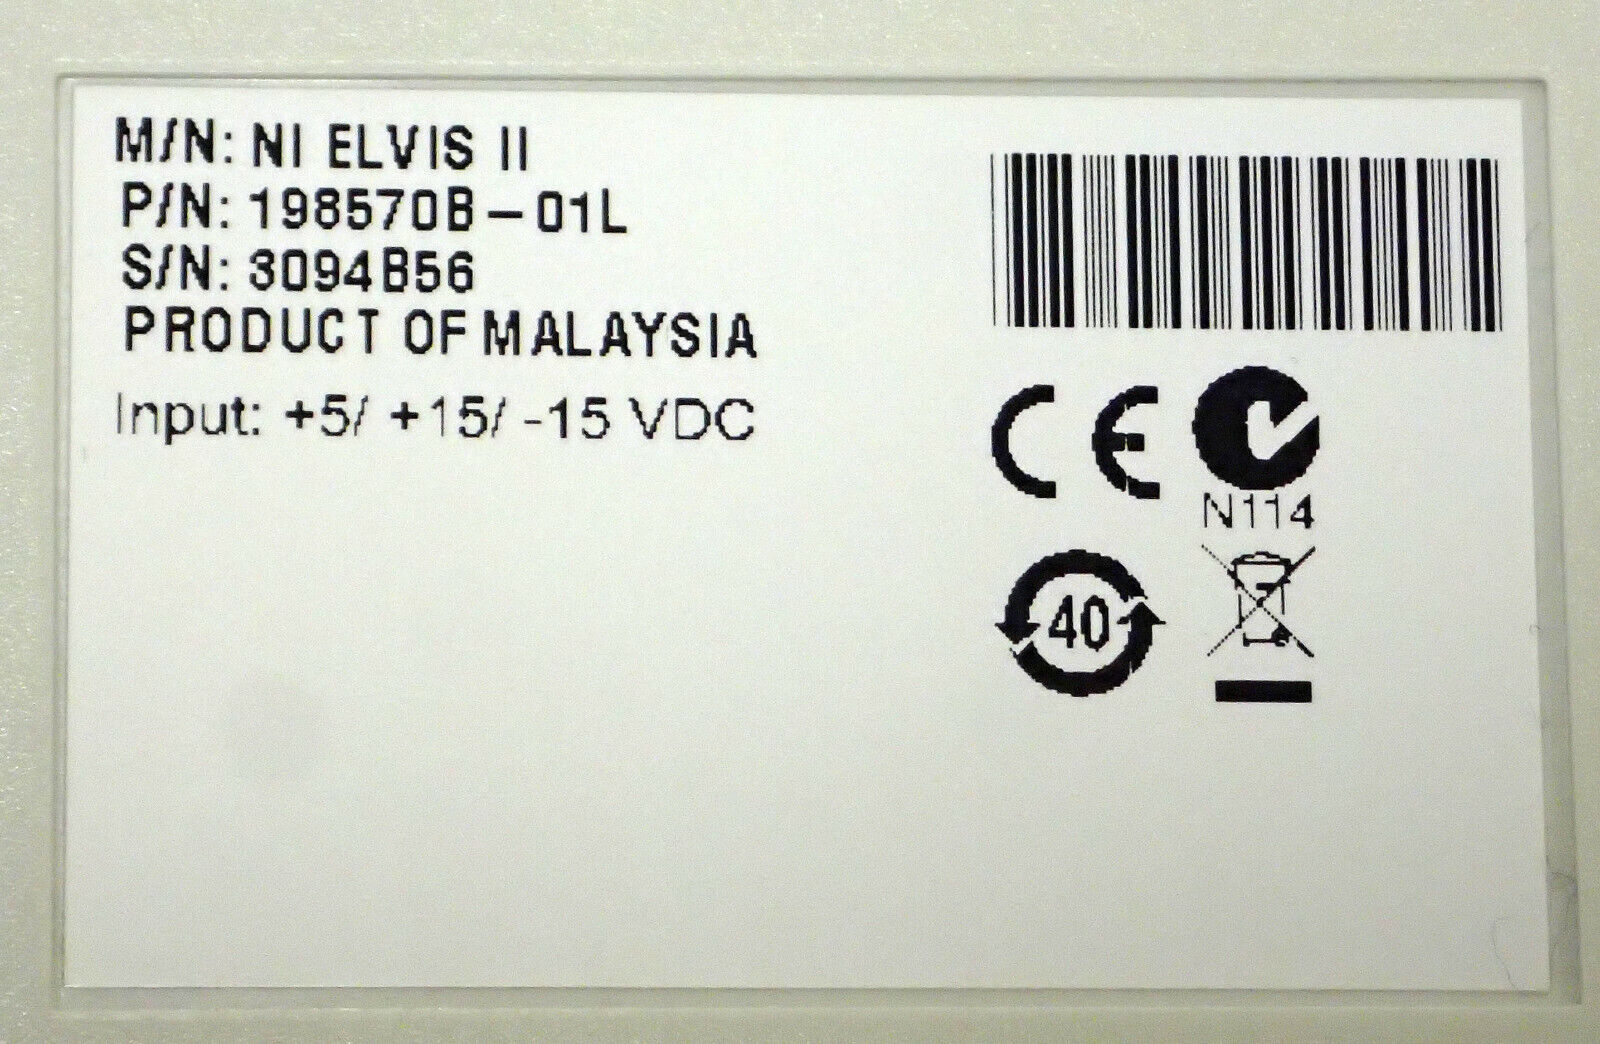 M/N: NI ELVIS II
P/N: 198570B-01L
S/N: 3094B56
PRODUCT OF MALAYSIA
Input: +5/ +15/ -15 VDC
CE
N114
40